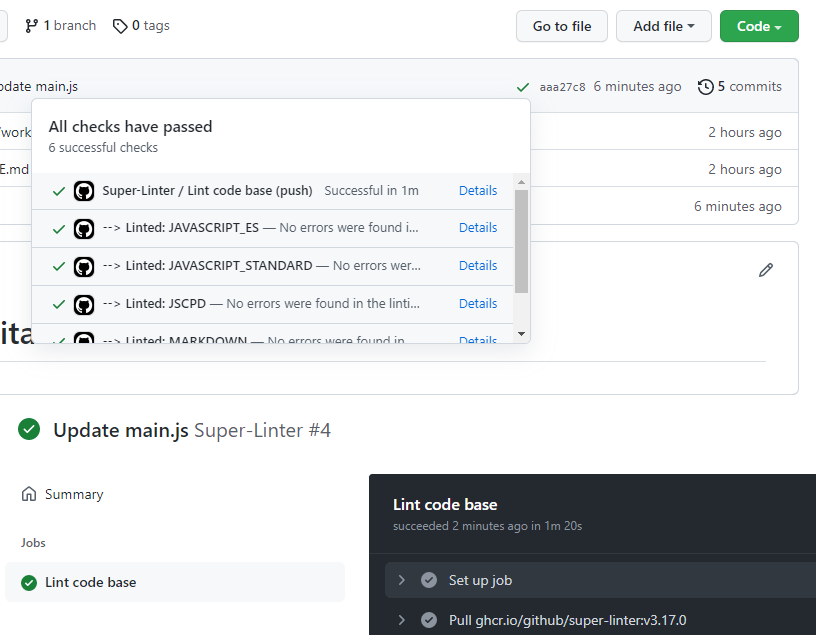 1 branch 0 tags Go to file Add file Code
pdate main.js aaa27c8 6 minutes ago 5 commits
All checks have passed
6 successful checks
/work 2 hours ago
E.md 2 hours ago
Super-Linter / Lint code base (push) Successful in 1m Details
6 minutes ago
--> Linted: JAVASCRIPT_ES — No errors were found i... Details
--> Linted: JAVASCRIPT_STANDARD — No errors wer... Details
--> Linted: JSCPD — No errors were found in the linti... Details
--> Linted: MARKDOWN — No errors were found in Details
ita
Update main.js Super-Linter #4
Summary
Jobs
Lint code base
Lint code base
succeeded 2 minutes ago in 1m 20s
Set up job
Pull ghcr.io/github/super-linter:v3.17.0